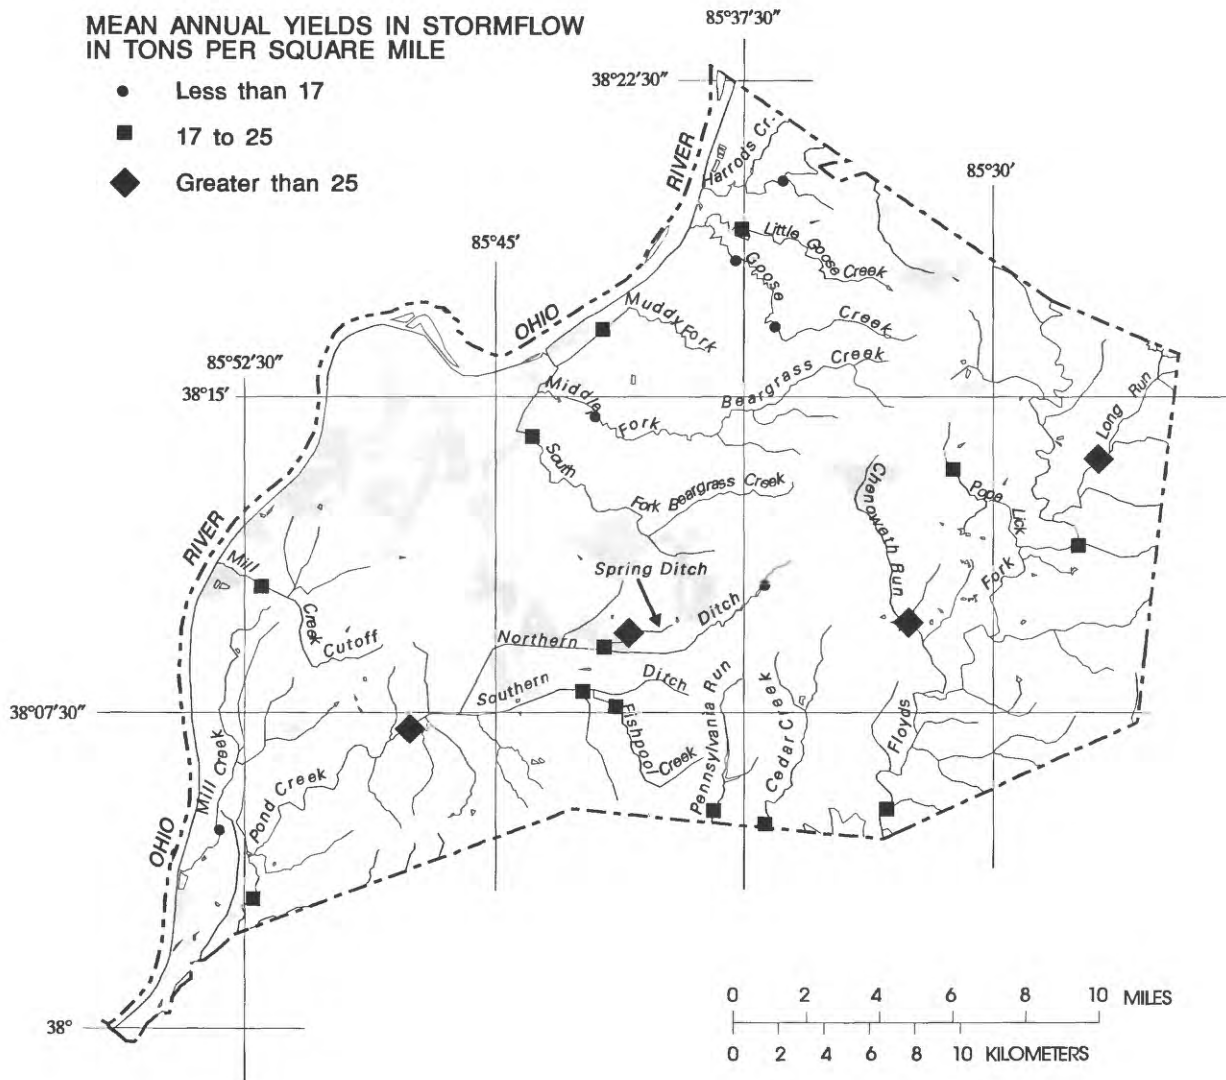 MEAN ANNUAL YIELDS IN STORMFLOW
IN TONS PER SQUARE MILE
Less than 17
17 to 25
Greater than 25
85°37'30"
38°22'30"
85°30'
85°45'
85°52'30"
38°15'
38°07'30"
38°
RIVER
OHIO
RIVER
OHIO
Harrods Cr.
Little Goose Creek
Goose Creek
Muddy Fork
Middle Fork Beargrass Creek
South Fork Beargrass Creek
Long Run
Pope Lick
Chenoweth Run
Floyds Fork
Mill Creek Cutoff
Spring Ditch
Northern Ditch
Southern Ditch
Fishpool Creek
Pennsylvania Run
Cedar Creek
Mill Creek
Pond Creek
0 2 4 6 8 10 MILES
0 2 4 6 8 10 KILOMETERS